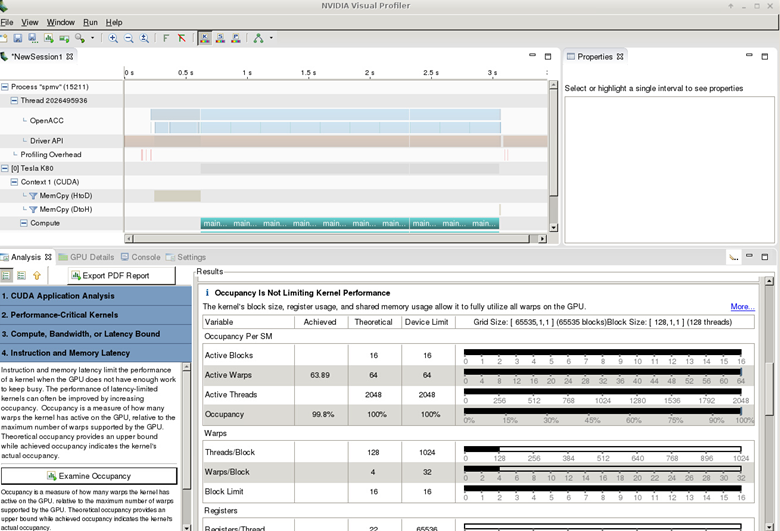 NVIDIA Visual Profiler
File View Window Run Help
*NewSession1
Properties
0 s 0.5 s 1 s 1.5 s 2 s 2.5 s 3 s
Select or highlight a single interval to see properties
Process "spmv" (15211)
Thread 2026495936
OpenACC
Driver API
Profiling Overhead
[0] Tesla K80
Context 1 (CUDA)
MemCpy (HtoD)
MemCpy (DtoH)
Compute
main... main... main... main... main... main... main... main... main... main...
Analysis GPU Details Console Settings
Export PDF Report
Results
1. CUDA Application Analysis
2. Performance-Critical Kernels
3. Compute, Bandwidth, or Latency Bound
4. Instruction and Memory Latency
Instruction and memory latency limit the performance
of a kernel when the GPU does not have enough work
to keep busy. The performance of latency-limited
kernels can often be improved by increasing
occupancy. Occupancy is a measure of how many
warps the kernel has active on the GPU, relative to the
maximum number of warps supported by the GPU.
Theoretical occupancy provides an upper bound
while achieved occupancy indicates the kernel's
actual occupancy.
Examine Occupancy
Occupancy is a measure of how many warps the kernel has
active on the GPU, relative to the maximum number of warps
supported by the GPU. Theoretical occupancy provides an
upper bound while achieved occupancy indicates the kernel's
actual occupancy.
i Occupancy Is Not Limiting Kernel Performance
The kernel's block size, register usage, and shared memory usage allow it to fully utilize all warps on the GPU. More...
Variable Achieved Theoretical Device Limit Grid Size: [ 65535,1,1 ] (65535 blocks)Block Size: [ 128,1,1 ] (128 threads)
Occupancy Per SM
Active Blocks 16 16
0 1 2 3 4 5 6 7 8 9 10 11 12 13 14 15 16
Active Warps 63.89 64 64
0 4 8 12 16 20 24 28 32 36 40 44 48 52 56 60 64
Active Threads 2048 2048
0 256 512 768 1024 1280 1536 1792 2048
Occupancy 99.8% 100% 100%
0% 15% 30% 45% 60% 75% 90% 100%
Warps
Threads/Block 128 1024
0 128 256 384 512 640 768 896 1024
Warps/Block 4 32
0 2 4 6 8 10 12 14 16 18 20 22 24 26 28 30 32
Block Limit 16 16
0 1 2 3 4 5 6 7 8 9 10 11 12 13 14 15 16
Registers
Registers/Thread 22 65536